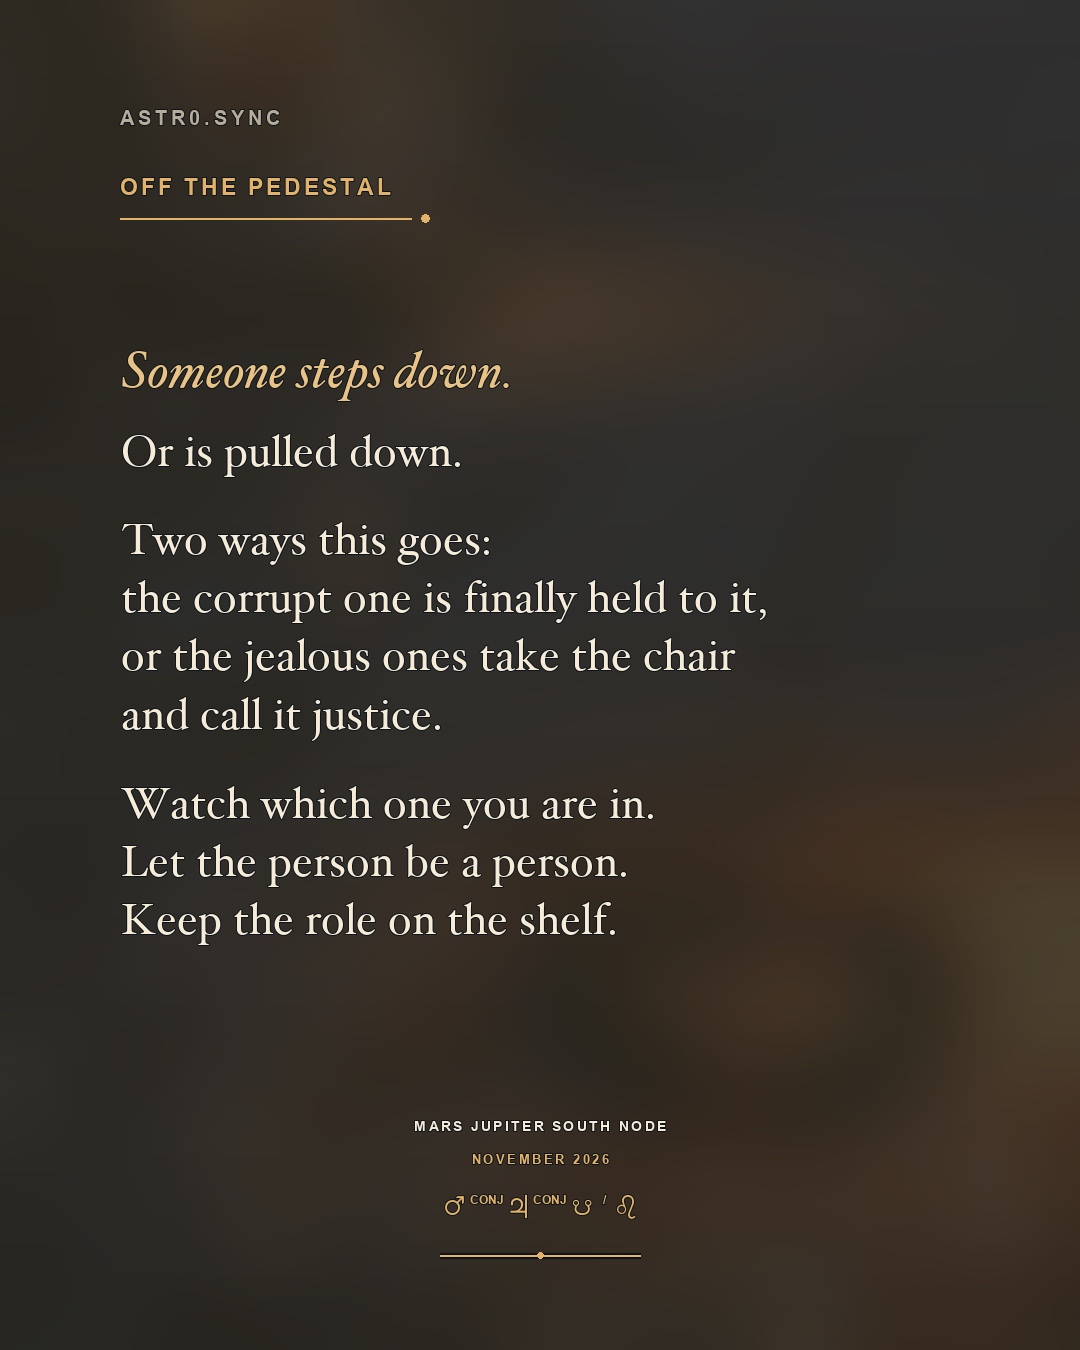 ASTR0.SYNC
OFF THE PEDESTAL
Someone steps down.
Or is pulled down.
Two ways this goes:
the corrupt one is finally held to it,
or the jealous ones take the chair
and call it justice.
Watch which one you are in.
Let the person be a person.
Keep the role on the shelf.
MARS JUPITER SOUTH NODE
NOVEMBER 2026
♂ CONJ ♃ CONJ ☋ / ♌